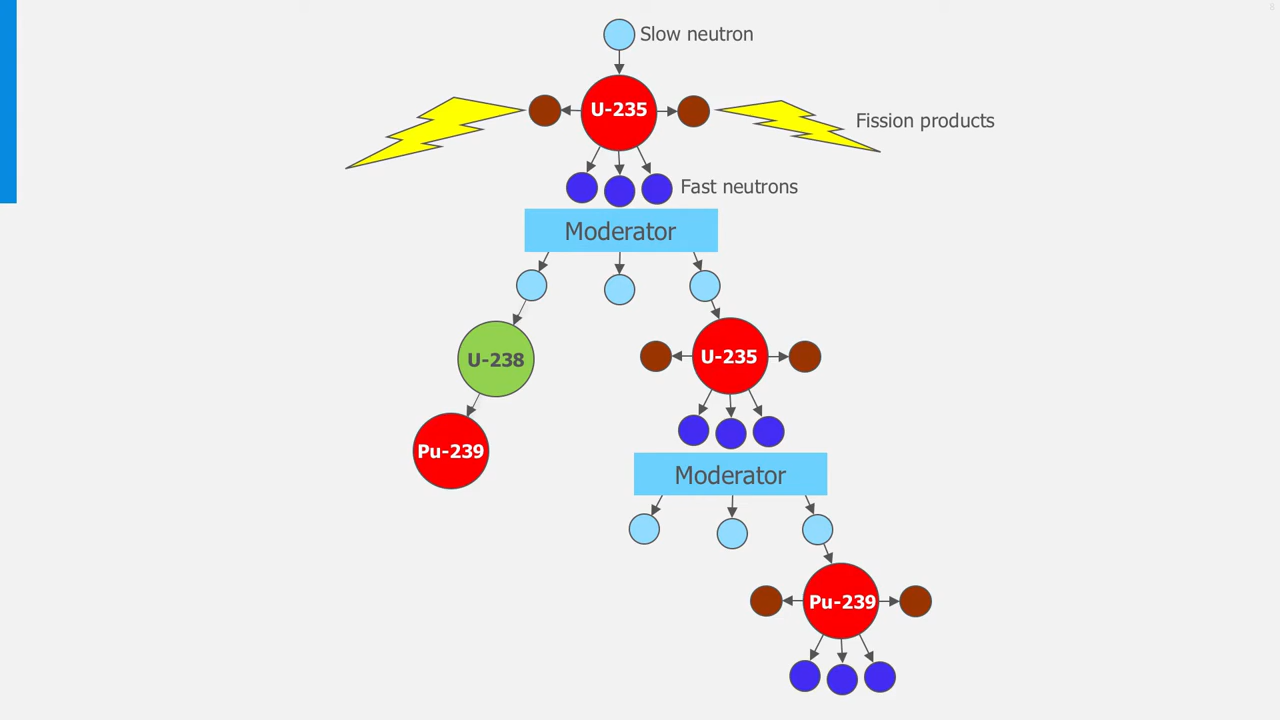 Slow neutron
U-235
Fission products
Fast neutrons
Moderator
U-238
U-235
Pu-239
Moderator
Pu-239